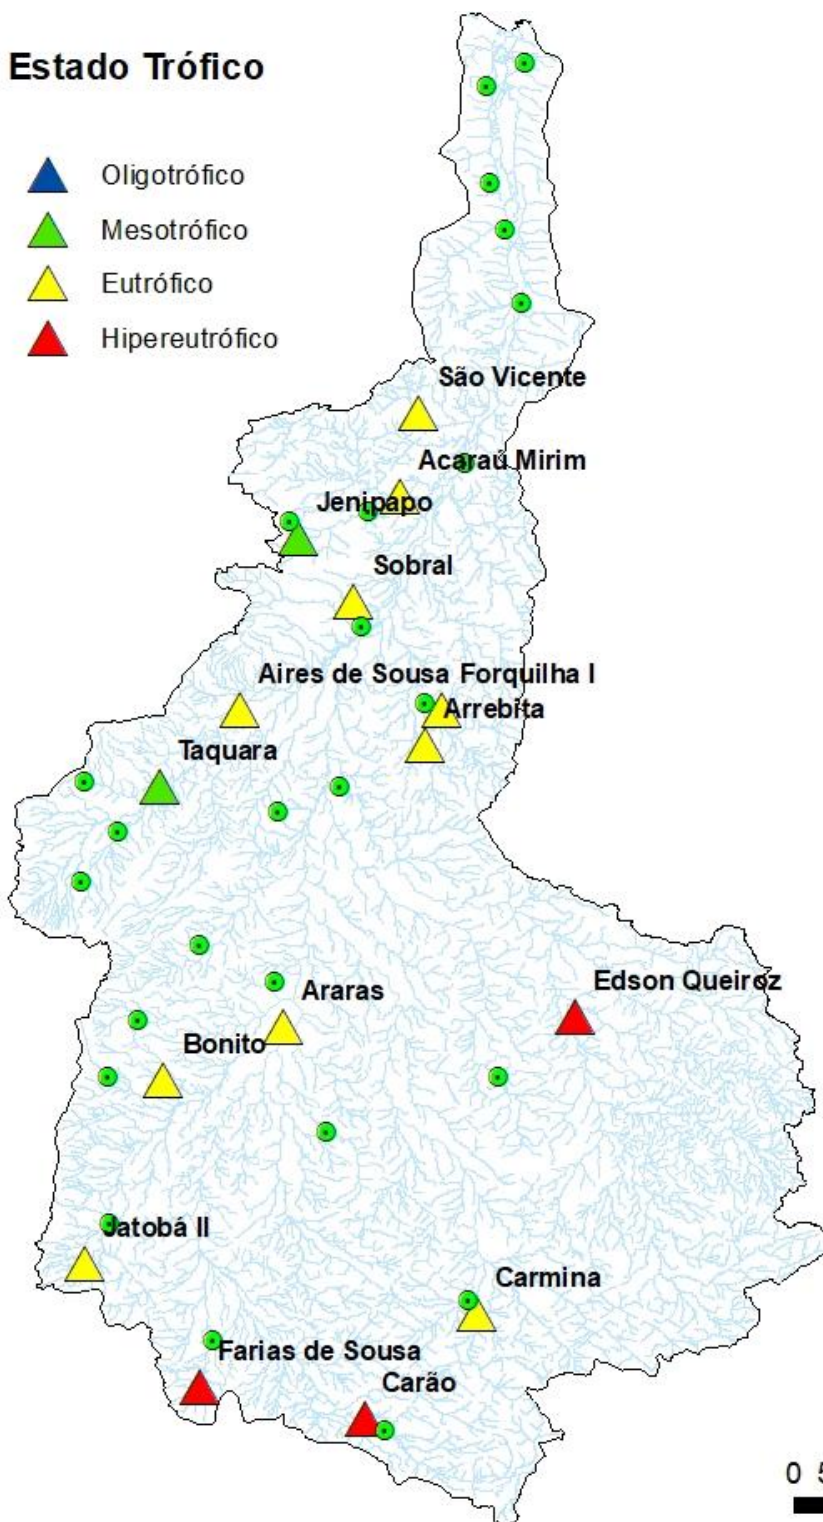 Estado Trófico
Oligotrófico
Mesotrófico
Eutrófico
Hipereutrófico
São Vicente
Acaraú Mirim
Jenipapo
Sobral
Aires de Sousa
Forquilha I
Arrebita
Taquara
Edson Queiroz
Araras
Bonito
Jatobá II
Carmina
Farias de Sousa
Carão
0 5